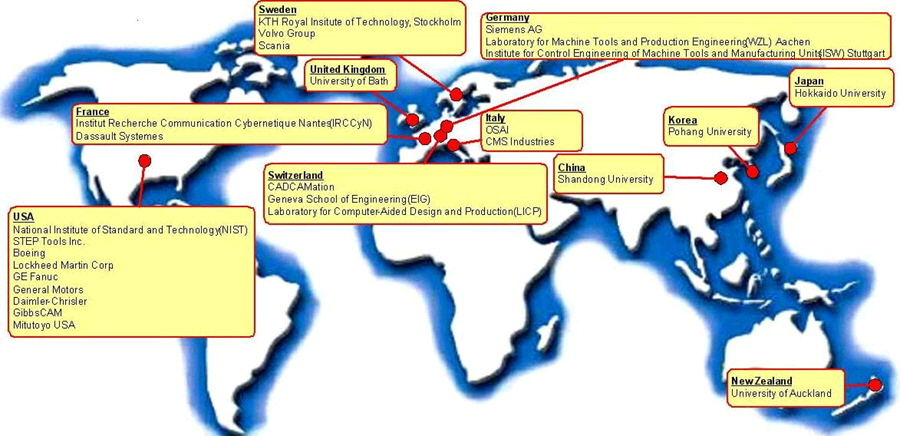 Sweden
KTH Royal Insitute of Technology, Stockholm
Volvo Group
Scania
Germany
Siemens AG
Laboratory for Machine Tools and Production Engineering(WZL) Aachen
Institute for Control Engineering of Machine Tools and Manufacturing Units(ISW) Stuttgart
United Kingdom
University of Bath
Japan
Hokkaido University
France
Institut Recherche Communication Cybernetique Nantes(IRCCyN)
Dassault Systemes
Italy
OSAI
CMS Industries
Korea
Pohang University
China
Shandong University
Switzerland
CADCAMation
Geneva School of Engineering(EIG)
Laboratory for Computer-Aided Design and Production(LICP)
USA
National Institute of Standard and Technology(NIST)
STEP Tools Inc.
Boeing
Lockheed Martin Corp
GE Fanuc
General Motors
Daimler-Chrisler
GibbsCAM
Mitutoyo USA
New Zealand
University of Auckland